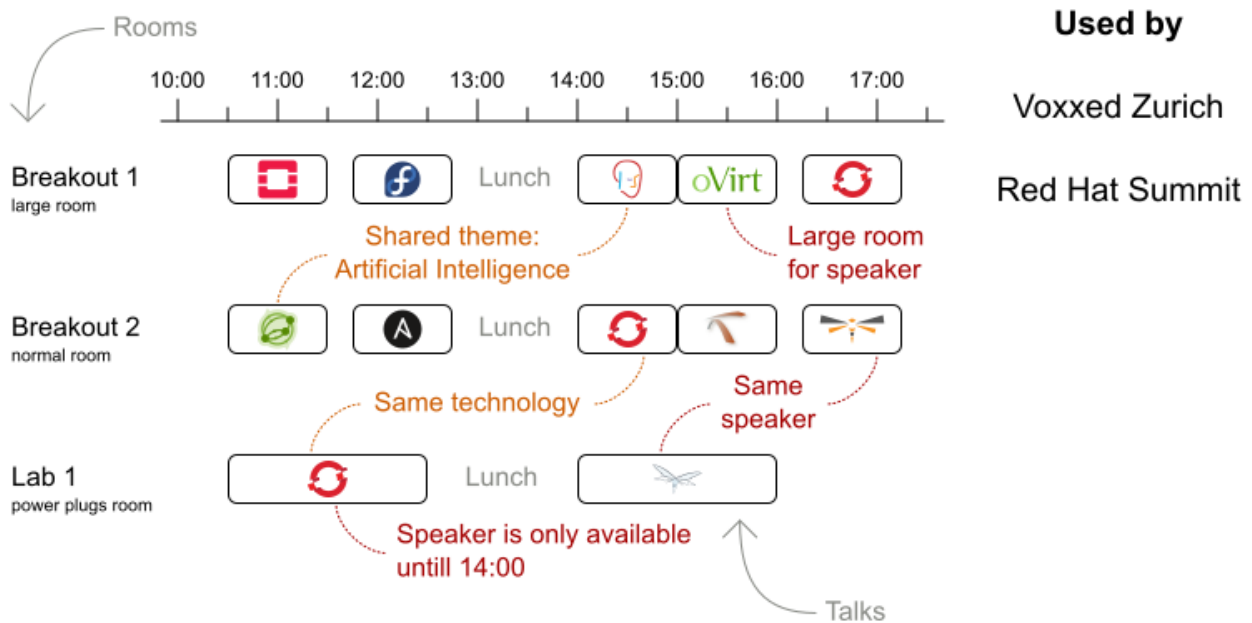 Rooms
Used by
10:00 11:00 12:00 13:00 14:00 15:00 16:00 17:00
Voxxed Zurich
Breakout 1
large room
Lunch
oVirt
Red Hat Summit
Shared theme:
Artificial Intelligence
Large room
for speaker
Breakout 2
normal room
Lunch
Same technology
Same
speaker
Lab 1
power plugs room
Lunch
Speaker is only available
untill 14:00
Talks